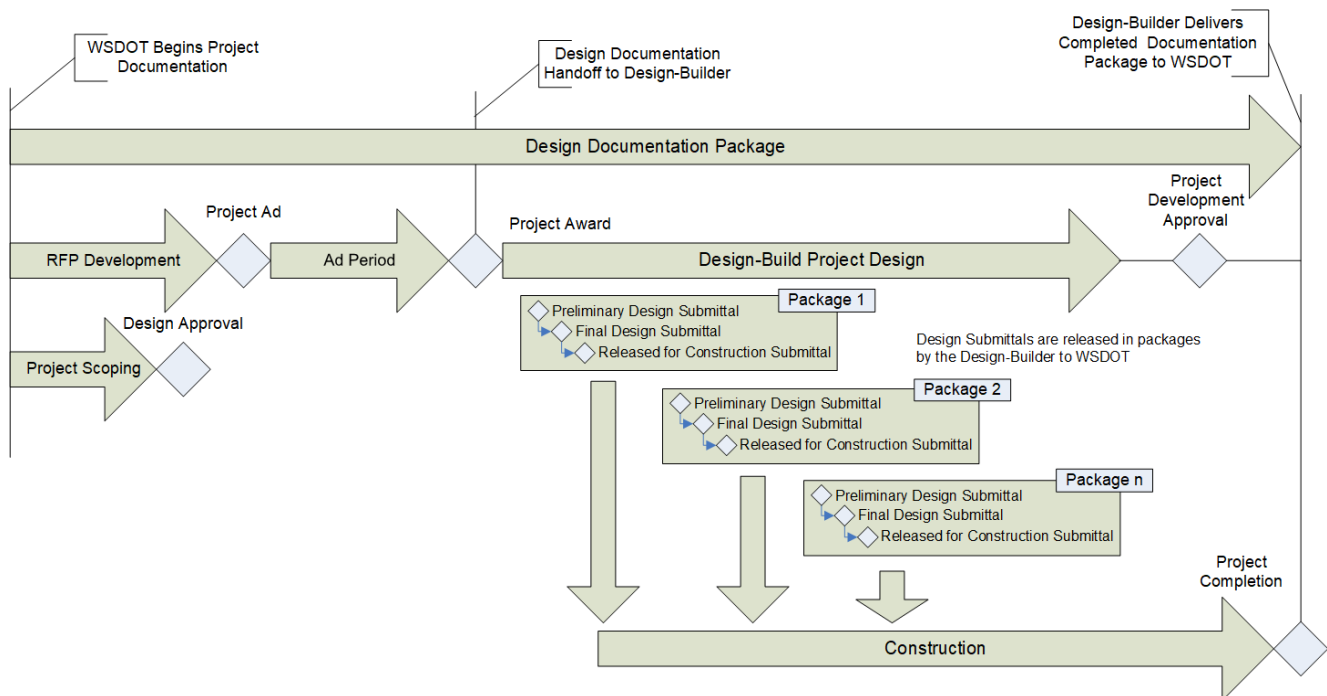 WSDOT Begins Project
Documentation
Design Documentation
Handoff to Design-Builder
Design-Builder Delivers
Completed Documentation
Package to WSDOT
Design Documentation Package
RFP Development
Project Ad
Ad Period
Project Award
Design-Build Project Design
Project
Development
Approval
Project Scoping
Design Approval
Package 1
Preliminary Design Submittal
Final Design Submittal
Released for Construction Submittal
Design Submittals are released in packages
by the Design-Builder to WSDOT
Package 2
Preliminary Design Submittal
Final Design Submittal
Released for Construction Submittal
Package n
Preliminary Design Submittal
Final Design Submittal
Released for Construction Submittal
Project
Completion
Construction